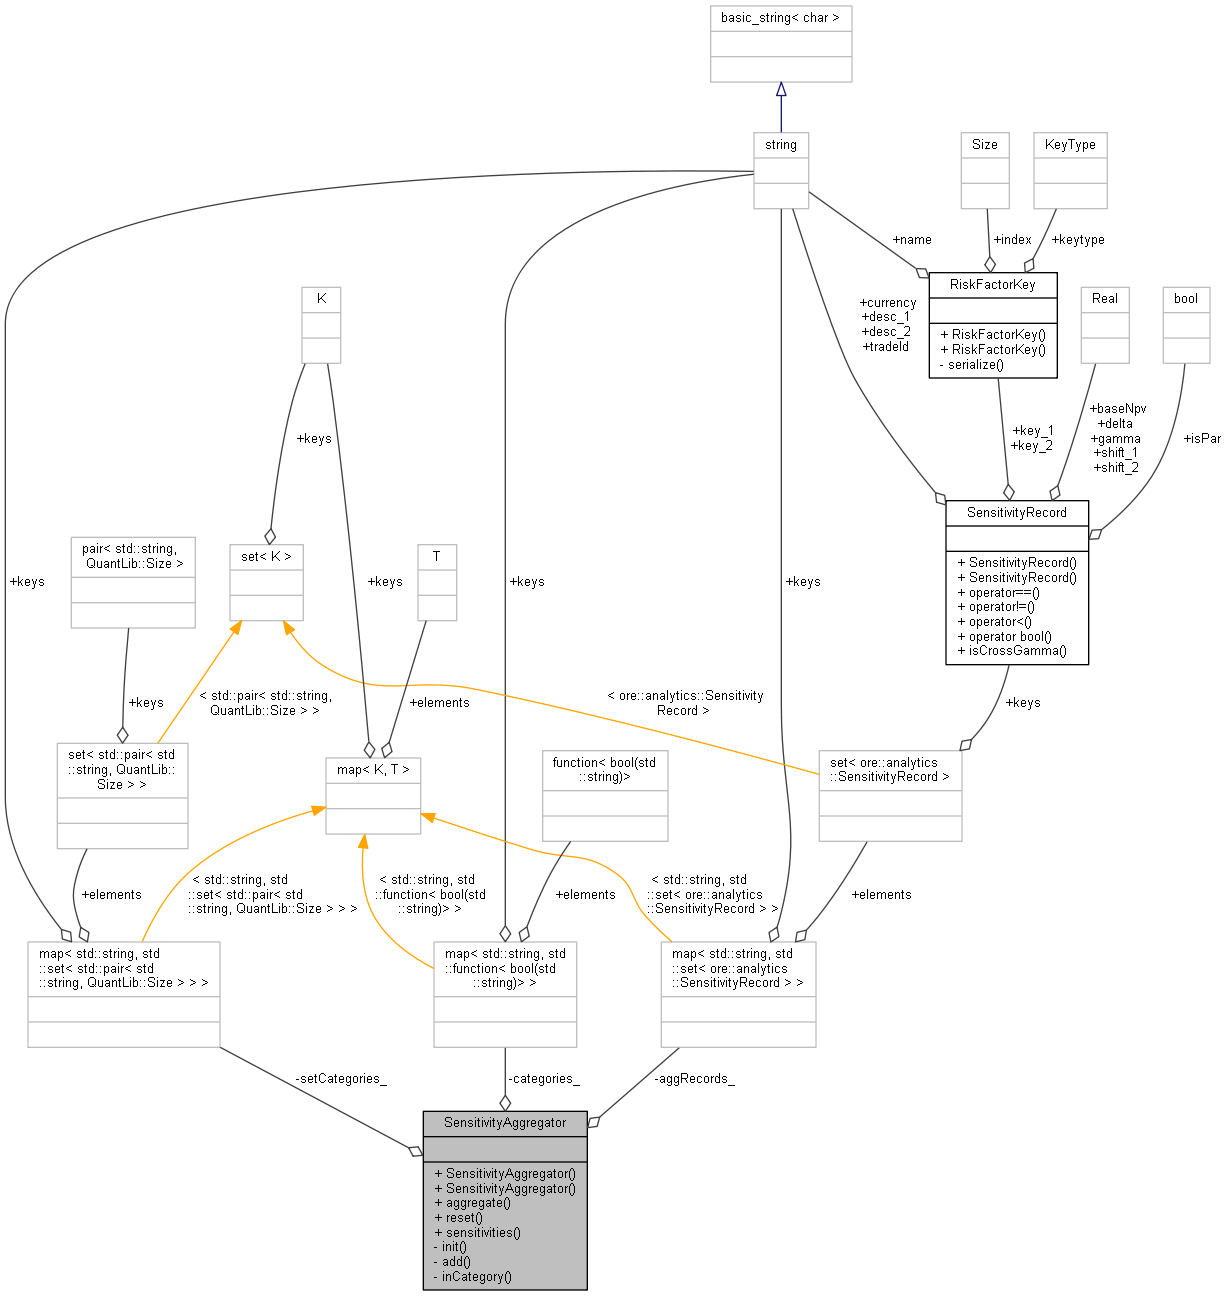 basic_string< char >
string
Size
KeyType
+name
+index
+keytype
RiskFactorKey
+ RiskFactorKey()
+ RiskFactorKey()
- serialize()
K
Real
bool
+currency
+desc_1
+desc_2
+tradeId
+keys
+key_1
+key_2
+baseNpv
+delta
+gamma
+shift_1
+shift_2
+isPar
SensitivityRecord
+ SensitivityRecord()
+ SensitivityRecord()
+ operator==()
+ operator!=()
+ operator<()
+ operator bool()
+ isCrossGamma()
pair< std::string,
QuantLib::Size >
set< K >
T
+keys
+keys
+keys
+keys
+keys
< std::pair< std::string,
QuantLib::Size > >
+elements
< ore::analytics::Sensitivity
Record >
+keys
set< std::pair< std
::string, QuantLib::
Size > >
map< K, T >
function< bool(std
::string)>
set< ore::analytics
::SensitivityRecord >
+elements
< std::string, std
::set< std::pair< std
::string, QuantLib::Size > > >
< std::string, std
::function< bool(std
::string)> >
+elements
< std::string, std
::set< ore::analytics
::SensitivityRecord > >
+elements
map< std::string, std
::set< std::pair< std
::string, QuantLib::Size > > >
map< std::string, std
::function< bool(std
::string)> >
map< std::string, std
::set< ore::analytics
::SensitivityRecord > >
-setCategories_
-categories_
-aggRecords_
SensitivityAggregator
+ SensitivityAggregator()
+ SensitivityAggregator()
+ aggregate()
+ reset()
+ sensitivities()
- init()
- add()
- inCategory()